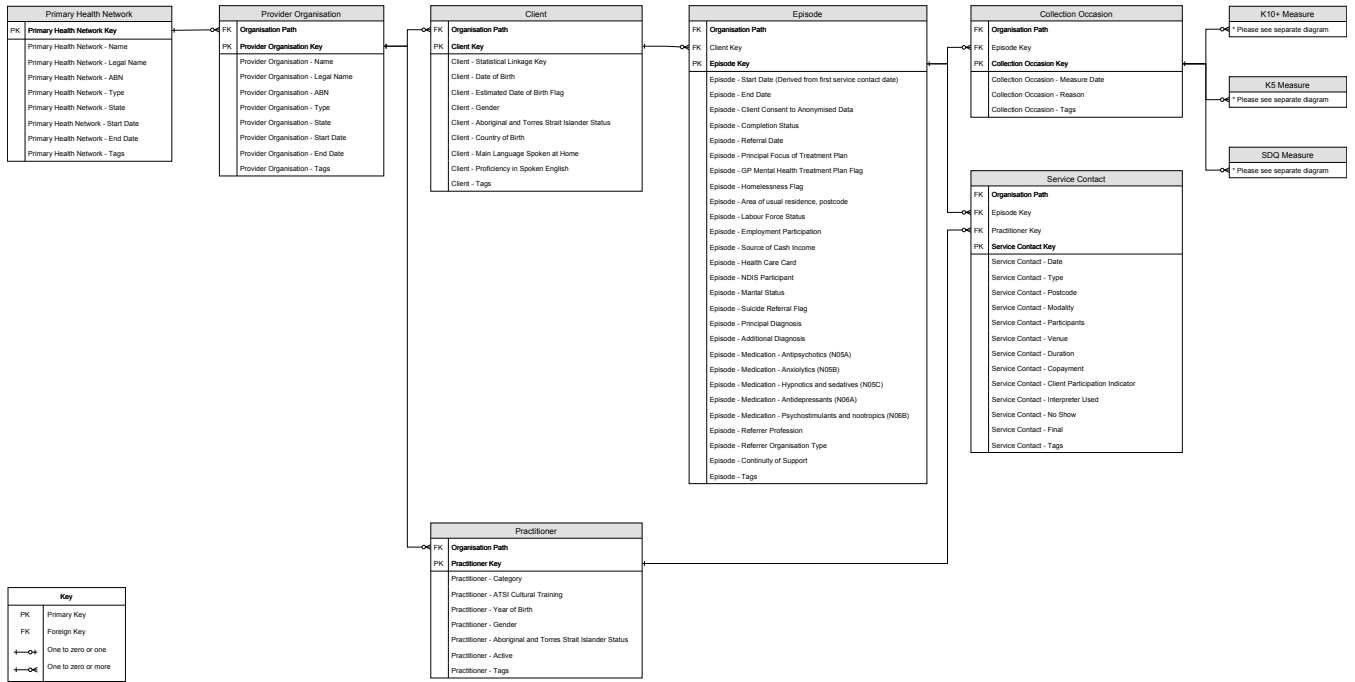 Primary Health Network
PK Primary Health Network Key
Primary Health Network - Name
Primary Health Network - Legal Name
Primary Health Network - ABN
Primary Health Network - Type
Primary Health Network - State
Primary Heath Network - Start Date
Primary Health Network - End Date
Primary Health Network - Tags
Provider Organisation
FK Organisation Path
PK Provider Organisation Key
Provider Organisation - Name
Provider Organisation - Legal Name
Provider Organisation - ABN
Provider Organisation - Type
Provider Organisation - State
Provider Organisation - Start Date
Provider Organisation - End Date
Provider Organisation - Tags
Client
FK Organisation Path
PK Client Key
Client - Statistical Linkage Key
Client - Date of Birth
Client - Estimated Date of Birth Flag
Client - Gender
Client - Aboriginal and Torres Strait Islander Status
Client - Country of Birth
Client - Main Language Spoken at Home
Client - Proficiency in Spoken English
Client - Tags
Episode
FK Organisation Path
FK Client Key
PK Episode Key
Episode - Start Date (Derived from first service contact date)
Episode - End Date
Episode - Client Consent to Anonymised Data
Episode - Completion Status
Episode - Referral Date
Episode - Principal Focus of Treatment Plan
Episode - GP Mental Health Treatment Plan Flag
Episode - Homelessness Flag
Episode - Area of usual residence, postcode
Episode - Labour Force Status
Episode - Employment Participation
Episode - Source of Cash Income
Episode - Health Care Card
Episode - NDIS Participant
Episode - Marital Status
Episode - Suicide Referral Flag
Episode - Principal Diagnosis
Episode - Additional Diagnosis
Episode - Medication - Antipsychotics (N05A)
Episode - Medication - Anxiolytics (N05B)
Episode - Medication - Hypnotics and sedatives (N05C)
Episode - Medication - Antidepressants (N06A)
Episode - Medication - Psychostimulants and nootropics (N06B)
Episode - Referrer Profession
Episode - Referrer Organisation Type
Episode - Continuity of Support
Episode - Tags
Collection Occasion
FK Organisation Path
FK Episode Key
PK Collection Occasion Key
Collection Occasion - Measure Date
Collection Occasion - Reason
Collection Occasion - Tags
K10+ Measure
* Please see separate diagram
K5 Measure
* Please see separate diagram
SDQ Measure
* Please see separate diagram
Service Contact
FK Organisation Path
FK Episode Key
FK Practitioner Key
PK Service Contact Key
Service Contact - Date
Service Contact - Type
Service Contact - Postcode
Service Contact - Modality
Service Contact - Participants
Service Contact - Venue
Service Contact - Duration
Service Contact - Copayment
Service Contact - Client Participation Indicator
Service Contact - Interpreter Used
Service Contact - No Show
Service Contact - Final
Service Contact - Tags
Practitioner
FK Organisation Path
PK Practitioner Key
Practitioner - Category
Practitioner - ATSI Cultural Training
Practitioner - Year of Birth
Practitioner - Gender
Practitioner - Aboriginal and Torres Strait Islander Status
Practitioner - Active
Practitioner - Tags
Key
PK Primary Key
FK Foreign Key
One to zero or one
One to zero or more